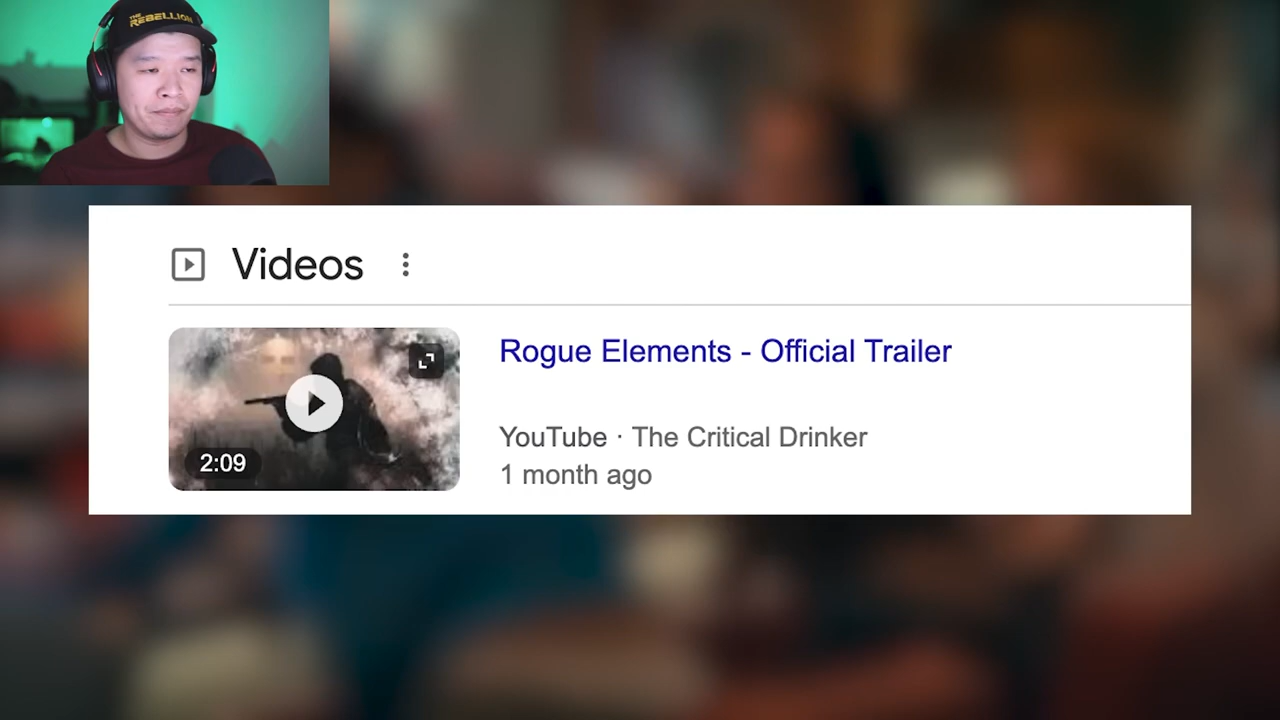 THE
REBELLION
Videos
Rogue Elements - Official Trailer
2:09
YouTube · The Critical Drinker
1 month ago